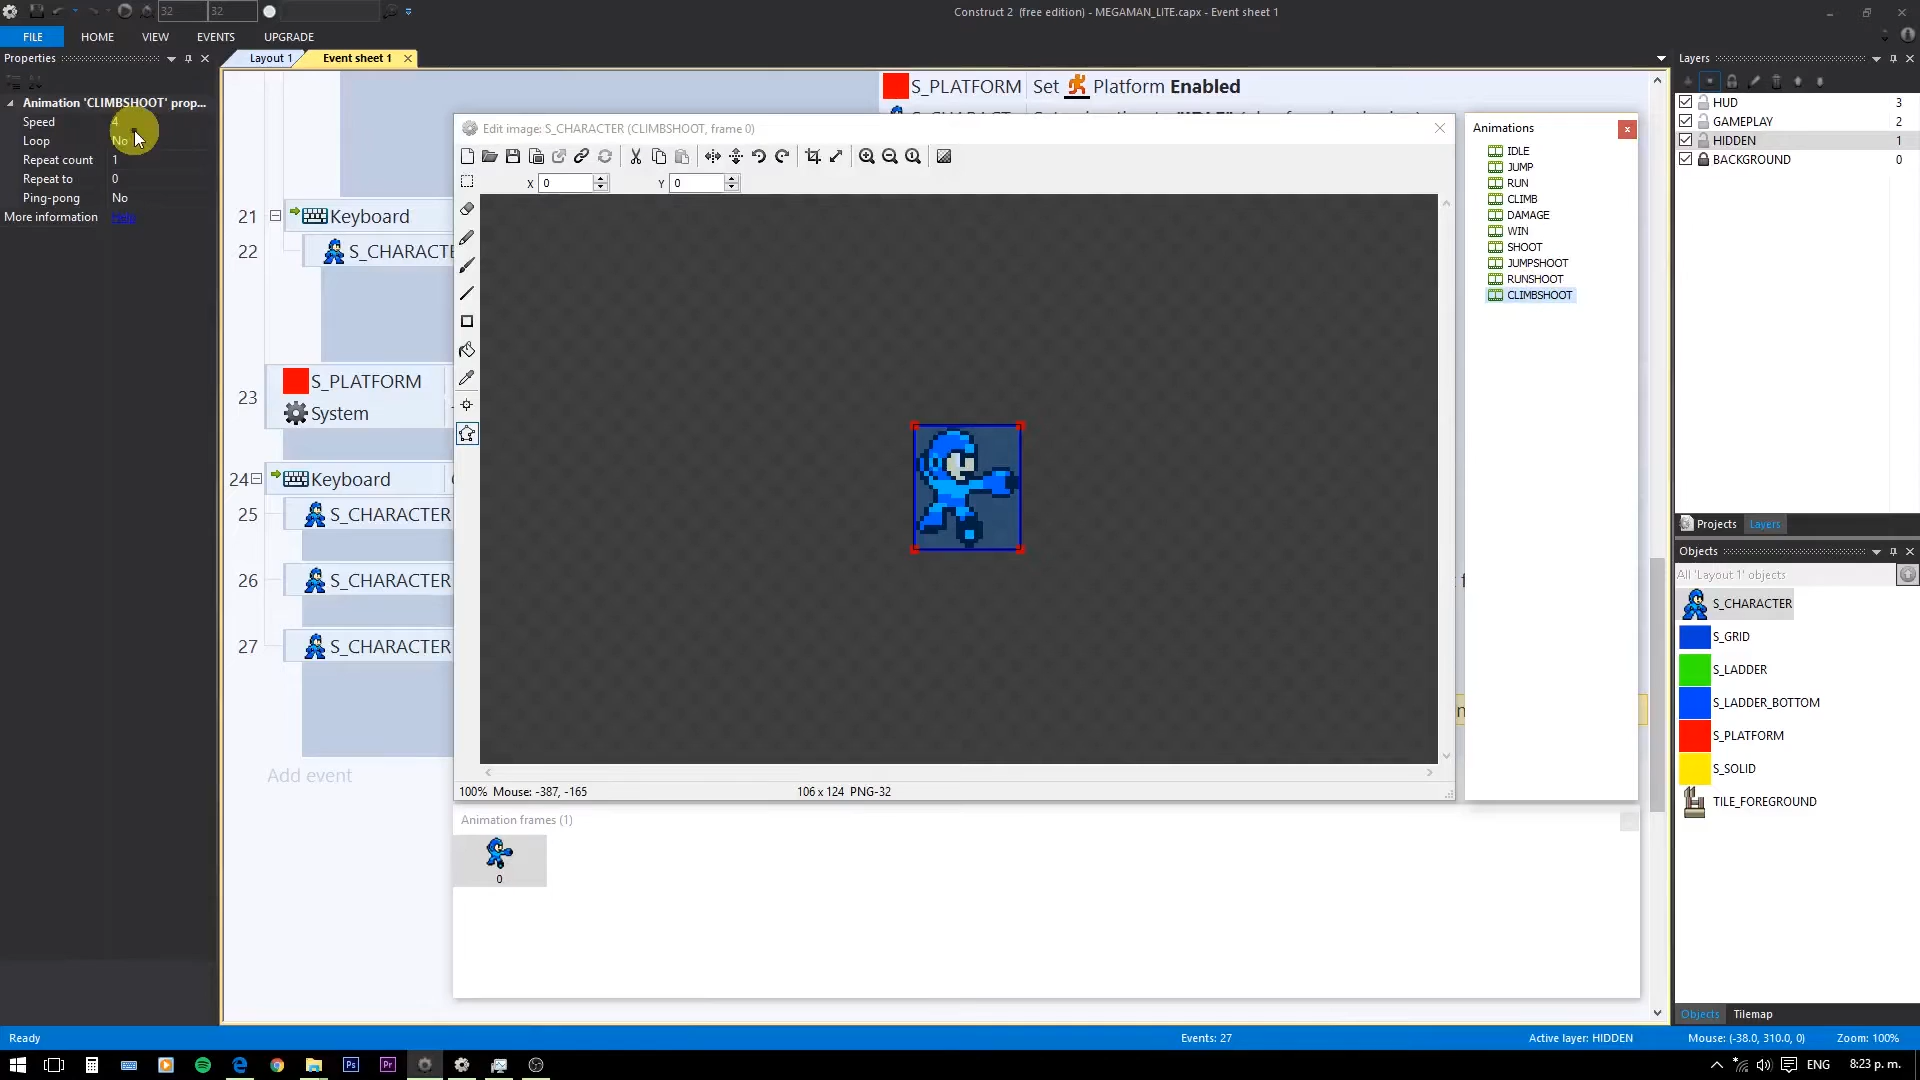 32
32
Construct 2 (free edition) - MEGAMAN_LITE.capx - Event sheet 1
FILE
HOME
VIEW
EVENTS
UPGRADE
Properties
Layout 1
Event sheet 1
Layers
Animation 'CLIMBSHOOT' prop...
Speed 4
Loop No
Repeat count 1
Repeat to 0
Ping-pong No
More information Help
S_PLATFORM Set Platform Enabled
21 Keyboard
22 S_CHARACTE
23 S_PLATFORM
System
24 Keyboard
25 S_CHARACTER
26 S_CHARACTER
27 S_CHARACTER
Add event
Edit image: S_CHARACTER (CLIMBSHOOT, frame 0)
X 0
Y 0
100% Mouse: -387, -165
106 x 124 PNG-32
Animation frames (1)
0
Animations
IDLE
JUMP
RUN
CLIMB
DAMAGE
WIN
SHOOT
JUMPSHOOT
RUNSHOOT
CLIMBSHOOT
HUD 3
GAMEPLAY 2
HIDDEN 1
BACKGROUND 0
Projects
Layers
Objects
All 'Layout 1' objects
S_CHARACTER
S_GRID
S_LADDER
S_LADDER_BOTTOM
S_PLATFORM
S_SOLID
TILE_FOREGROUND
Objects
Tilemap
Ready
Events: 27
Active layer: HIDDEN
Mouse: (-38.0, 310.0, 0)
Zoom: 100%
Ps
Pr
ENG
8:23 p. m.